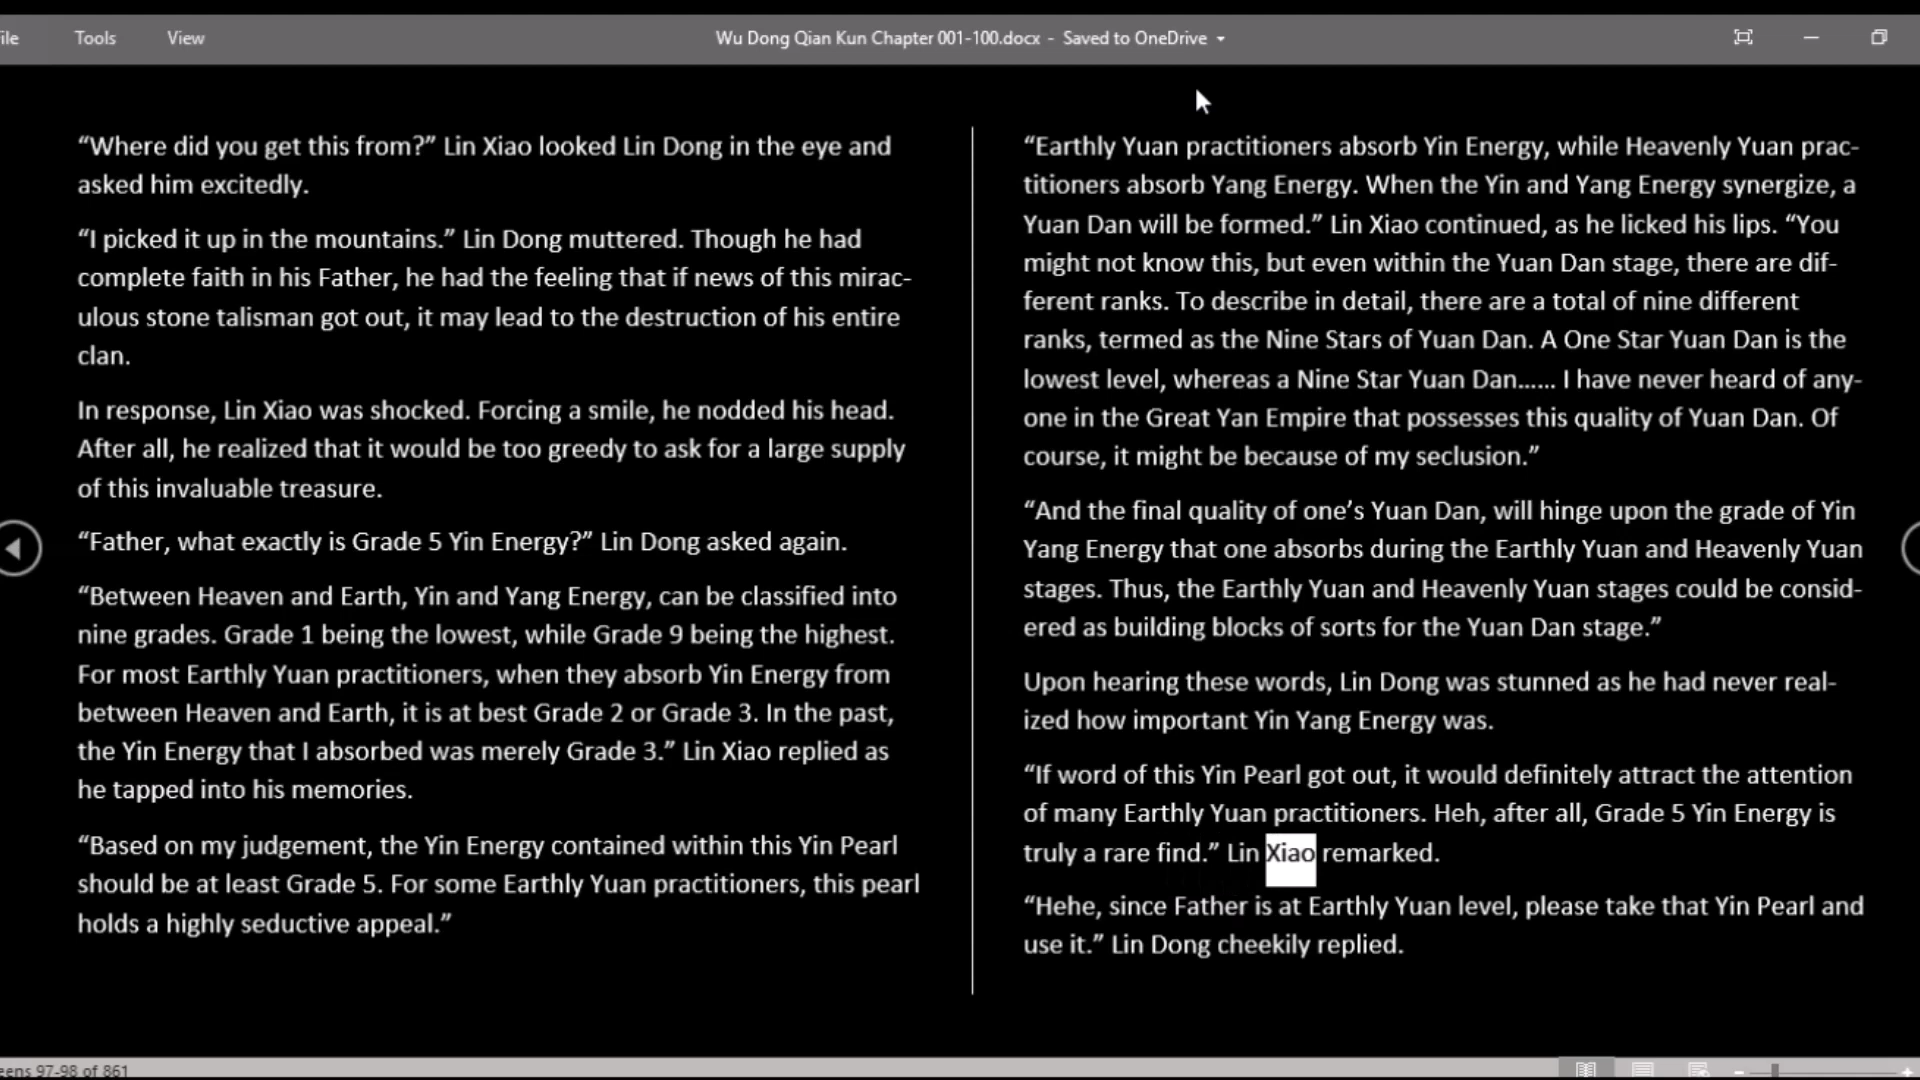 ile Tools View Wu Dong Qian Kun Chapter 001-100.docx - Saved to OneDrive
“Where did you get this from?” Lin Xiao looked Lin Dong in the eye and
asked him excitedly.
“I picked it up in the mountains.” Lin Dong muttered. Though he had
complete faith in his Father, he had the feeling that if news of this mirac-
ulous stone talisman got out, it may lead to the destruction of his entire
clan.
In response, Lin Xiao was shocked. Forcing a smile, he nodded his head.
After all, he realized that it would be too greedy to ask for a large supply
of this invaluable treasure.
“Father, what exactly is Grade 5 Yin Energy?” Lin Dong asked again.
“Between Heaven and Earth, Yin and Yang Energy, can be classified into
nine grades. Grade 1 being the lowest, while Grade 9 being the highest.
For most Earthly Yuan practitioners, when they absorb Yin Energy from
between Heaven and Earth, it is at best Grade 2 or Grade 3. In the past,
the Yin Energy that I absorbed was merely Grade 3.” Lin Xiao replied as
he tapped into his memories.
“Based on my judgement, the Yin Energy contained within this Yin Pearl
should be at least Grade 5. For some Earthly Yuan practitioners, this pearl
holds a highly seductive appeal.”
“Earthly Yuan practitioners absorb Yin Energy, while Heavenly Yuan prac-
titioners absorb Yang Energy. When the Yin and Yang Energy synergize, a
Yuan Dan will be formed.” Lin Xiao continued, as he licked his lips. “You
might not know this, but even within the Yuan Dan stage, there are dif-
ferent ranks. To describe in detail, there are a total of nine different
ranks, termed as the Nine Stars of Yuan Dan. A One Star Yuan Dan is the
lowest level, whereas a Nine Star Yuan Dan…… I have never heard of any-
one in the Great Yan Empire that possesses this quality of Yuan Dan. Of
course, it might be because of my seclusion.”
“And the final quality of one’s Yuan Dan, will hinge upon the grade of Yin
Yang Energy that one absorbs during the Earthly Yuan and Heavenly Yuan
stages. Thus, the Earthly Yuan and Heavenly Yuan stages could be consid-
ered as building blocks of sorts for the Yuan Dan stage.”
Upon hearing these words, Lin Dong was stunned as he had never real-
ized how important Yin Yang Energy was.
“If word of this Yin Pearl got out, it would definitely attract the attention
of many Earthly Yuan practitioners. Heh, after all, Grade 5 Yin Energy is
truly a rare find.” Lin Xiao remarked.
“Hehe, since Father is at Earthly Yuan level, please take that Yin Pearl and
use it.” Lin Dong cheekily replied.
eens 97-98 of 861